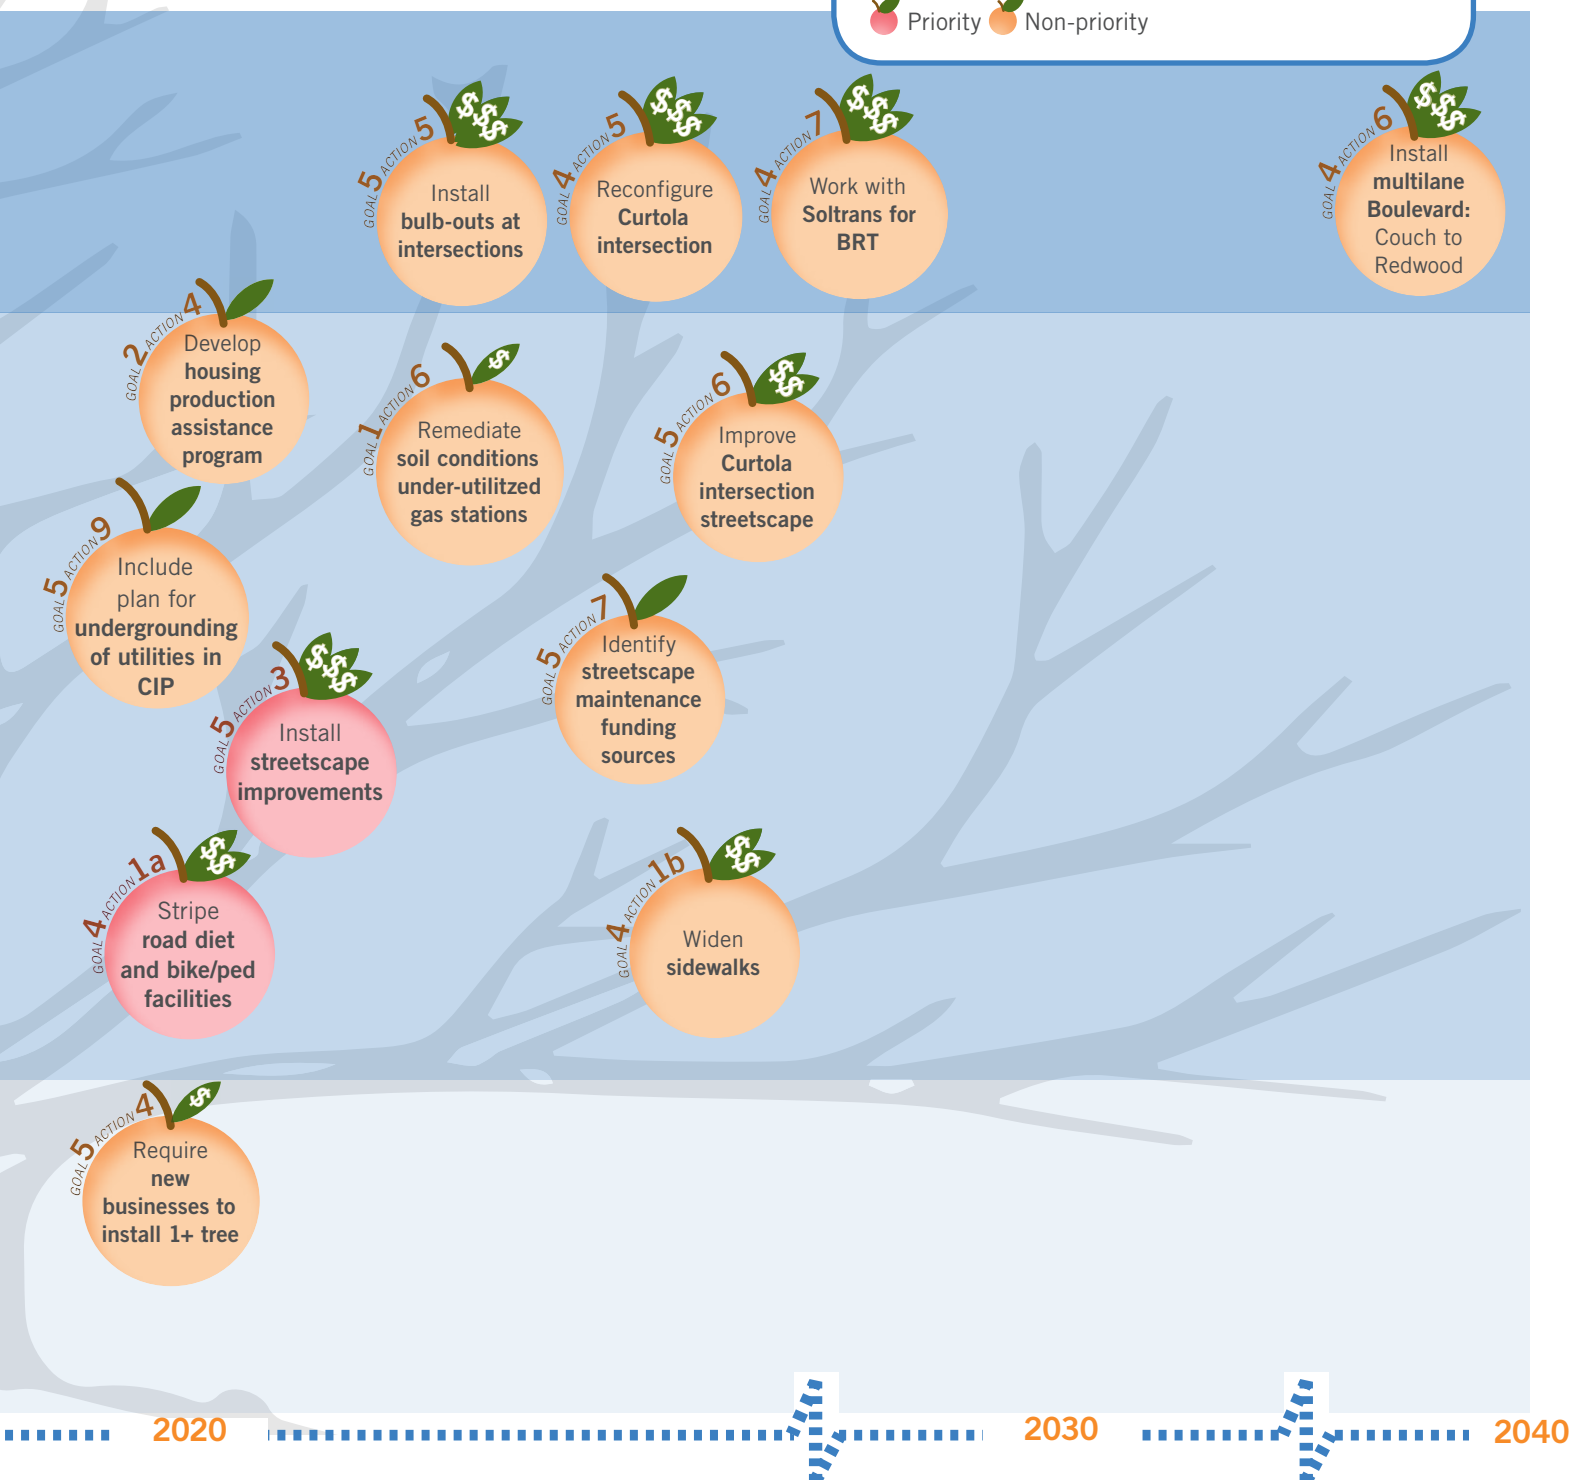 Priority
Non-priority
GOAL 5 ACTION 5
Install
bulb-outs at
intersections
GOAL 4 ACTION 5
Reconfigure
Curtola
intersection
GOAL 4 ACTION 7
Work with
Soltrans for
BRT
GOAL 4 ACTION 6
Install
multilane
Boulevard:
Couch to
Redwood
GOAL 2 ACTION 4
Develop
housing
production
assistance
program
GOAL 1 ACTION 6
Remediate
soil conditions
under-utilitzed
gas stations
GOAL 5 ACTION 6
Improve
Curtola
intersection
streetscape
GOAL 5 ACTION 9
Include
plan for
undergrounding
of utilities in
CIP
GOAL 5 ACTION 7
Identify
streetscape
maintenance
funding
sources
GOAL 5 ACTION 3
Install
streetscape
improvements
GOAL 4 ACTION 1a
Stripe
road diet
and bike/ped
facilities
GOAL 4 ACTION 1b
Widen
sidewalks
GOAL 5 ACTION 4
Require
new
businesses to
install 1+ tree
2020
2030
2040